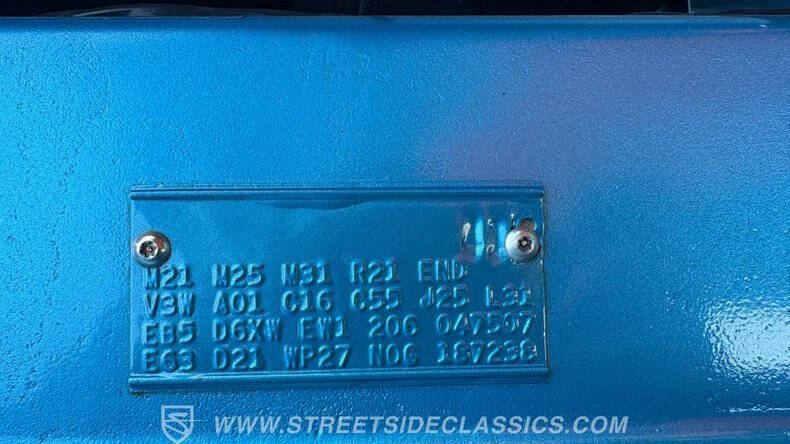 M21 M25 M31 R21 END
V3W A01 C16 C55 J25 L31
EB5 D6XW EW1 206 047507
E63 D21 WP27 N0G 187238
WWW.STREETSIDECLASSICS.COM